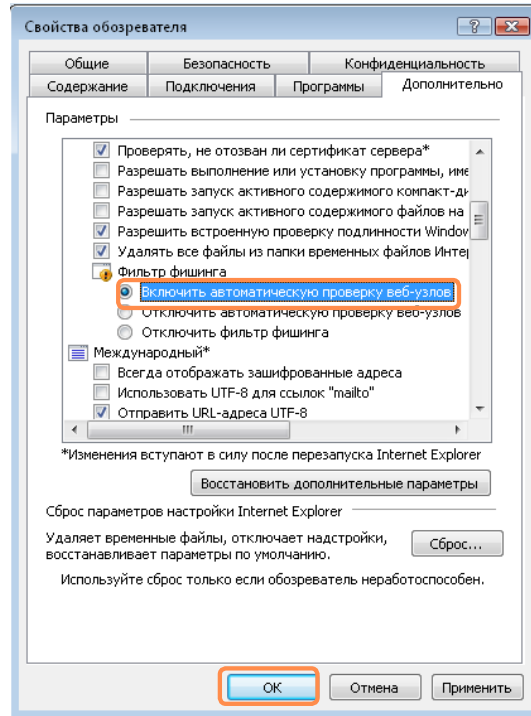 Свойства обозревателя
Общие Безопасность Конфиденциальность
Содержание Подключения Программы Дополнительно
Параметры
Проверять, не отозван ли сертификат сервера*
Разрешать выполнение или установку программы, име
Разрешать запуск активного содержимого компакт-ди
Разрешать запуск активного содержимого файлов на
Разрешить встроенную проверку подлинности Window
Удалять все файлы из папки временных файлов Интер
Фильтр фишинга
Включить автоматическую проверку веб-узлов
Отключить автоматическую проверку веб-узлов
Отключить фильтр фишинга
Международный*
Всегда отображать зашифрованные адреса
Использовать UTF-8 для ссылок "mailto"
Отправить URL-адреса UTF-8
*Изменения вступают в силу после перезапуска Internet Explorer
Восстановить дополнительные параметры
Сброс параметров настройки Internet Explorer
Удаляет временные файлы, отключает надстройки,
восстанавливает параметры по умолчанию.
Сброс...
Используйте сброс только если обозреватель неработоспособен.
ОК Отмена Применить